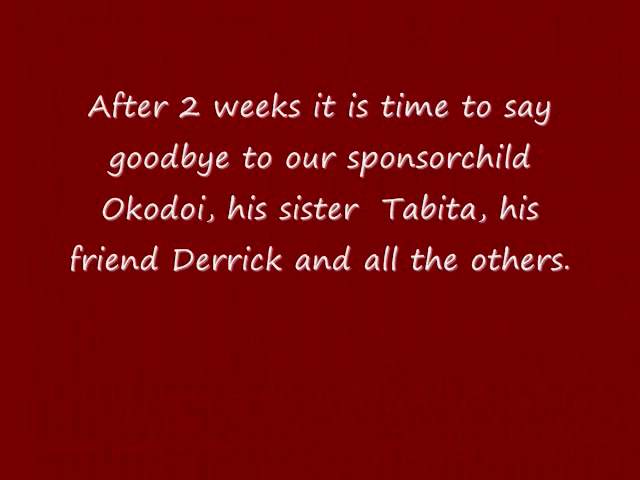 After 2 weeks it is time to say
goodbye to our sponsorchild
Okodoi, his sister  Tabita, his
friend Derrick and all the others.